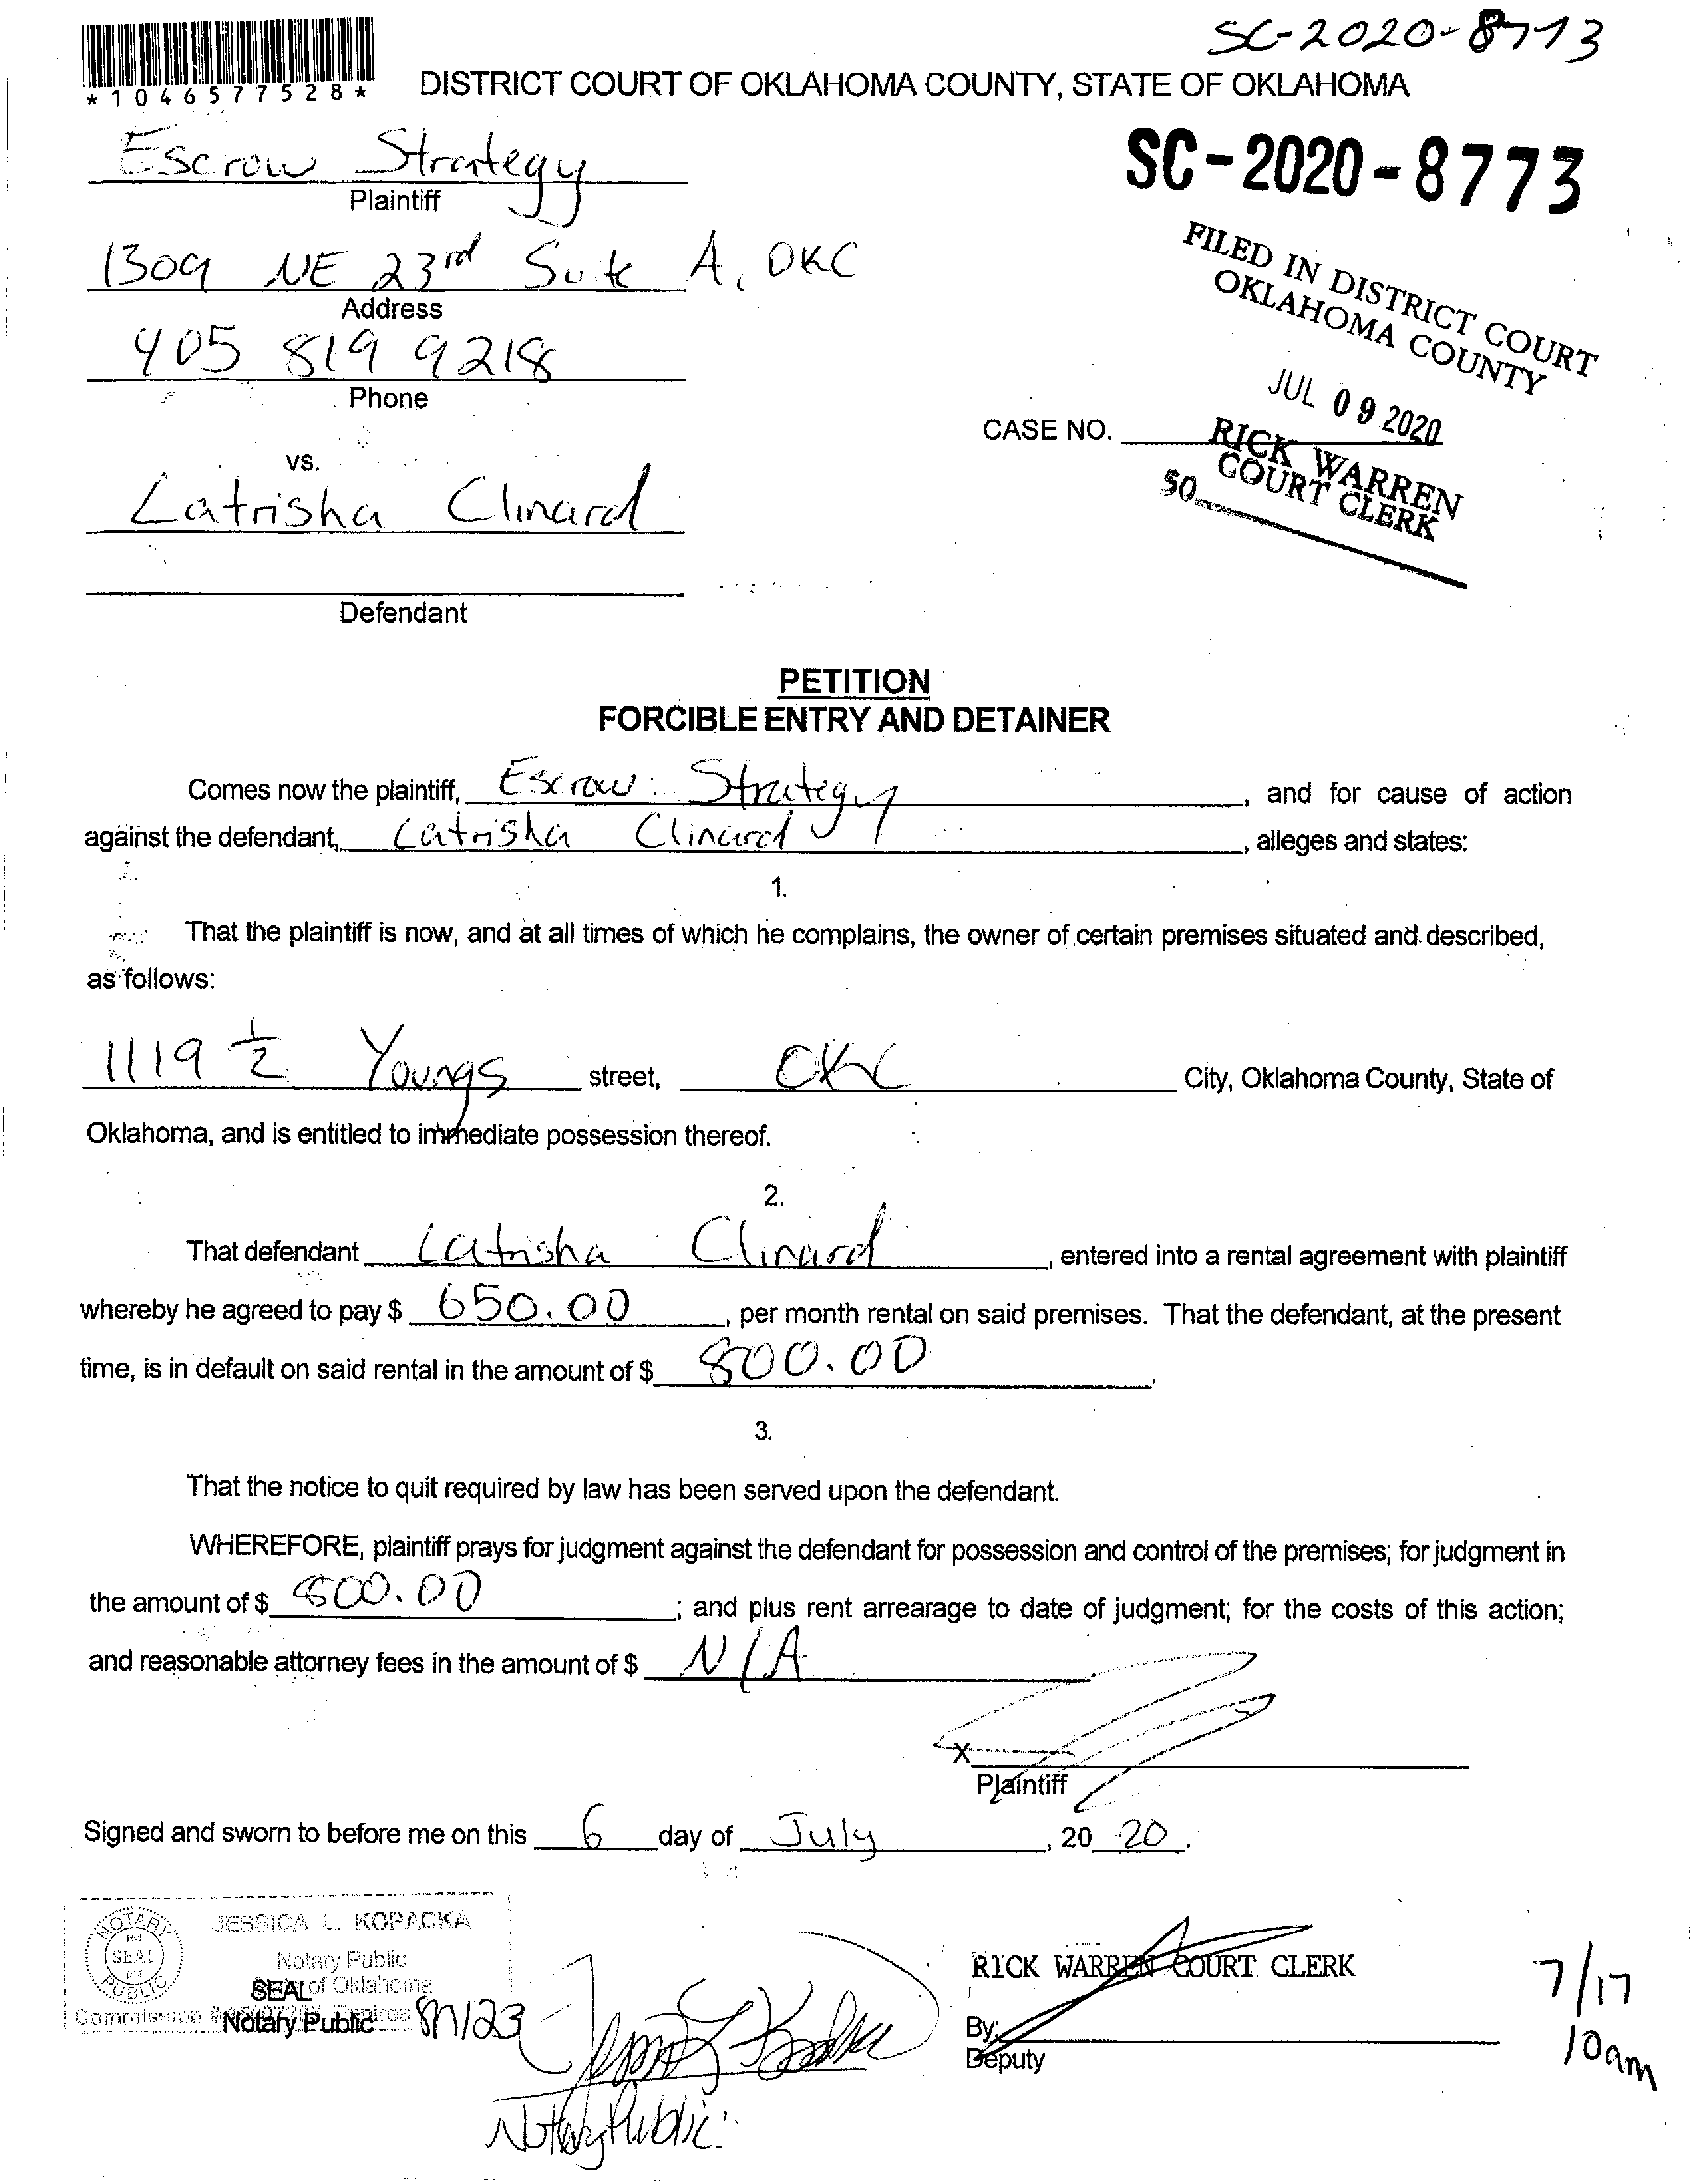 SC-2020-8773
*1046577528*
DISTRICT COURT OF OKLAHOMA COUNTY, STATE OF OKLAHOMA
Escrow Strategy
Plaintiff
SC-2020-8773
1309 NE 23rd Suite A, OKC
Address
FILED IN DISTRICT COURT
OKLAHOMA COUNTY
405 819 9218
Phone
JUL 09 2020
CASE NO.
RICK WARREN
COURT CLERK
50
vs.
Latrisha Clinard
Defendant
PETITION
FORCIBLE ENTRY AND DETAINER
Comes now the plaintiff, Escrow Strategy, and for cause of action
against the defendant, Latrisha Clinard, alleges and states:
1.
That the plaintiff is now, and at all times of which he complains, the owner of certain premises situated and described,
as follows:
1119 1/2 Youngs street, OKC City, Oklahoma County, State of
Oklahoma, and is entitled to immediate possession thereof.
2.
That defendant Latrisha Clinard, entered into a rental agreement with plaintiff
whereby he agreed to pay $ 650.00, per month rental on said premises. That the defendant, at the present
time, is in default on said rental in the amount of $ 800.00.
3.
That the notice to quit required by law has been served upon the defendant.
WHEREFORE, plaintiff prays for judgment against the defendant for possession and control of the premises; for judgment in
the amount of $ 800.00; and plus rent arrearage to date of judgment; for the costs of this action;
and reasonable attorney fees in the amount of $ N/A
X
Plaintiff
Signed and sworn to before me on this 6 day of July, 2020.
NOTARY
SEAL
PUBLIC
JESSICA L. KOPACKA
Notary Public
of Oklahoma
SEAL
Notary Public
RICK WARREN COURT CLERK
By:
Deputy
7/17
10am
Notary Public